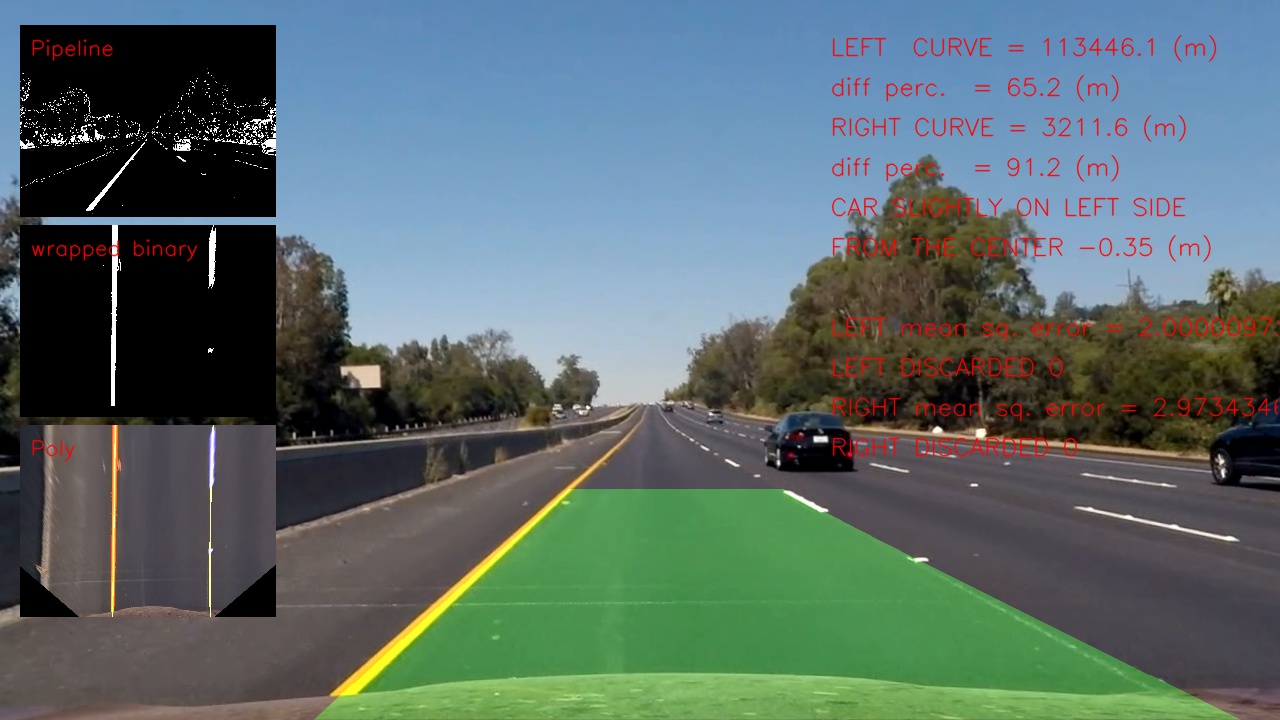 Pipeline
wrapped binary
Poly
LEFT CURVE = 113446.1 (m)
diff perc. = 65.2 (m)
RIGHT CURVE = 3211.6 (m)
diff perc. = 91.2 (m)
CAR SLIGHTLY ON LEFT SIDE
FROM THE CENTER -0.35 (m)
LEFT mean sq. error = 2.0000097
LEFT DISCARDED 0
RIGHT mean sq. error = 2.9734346
RIGHT DISCARDED 0